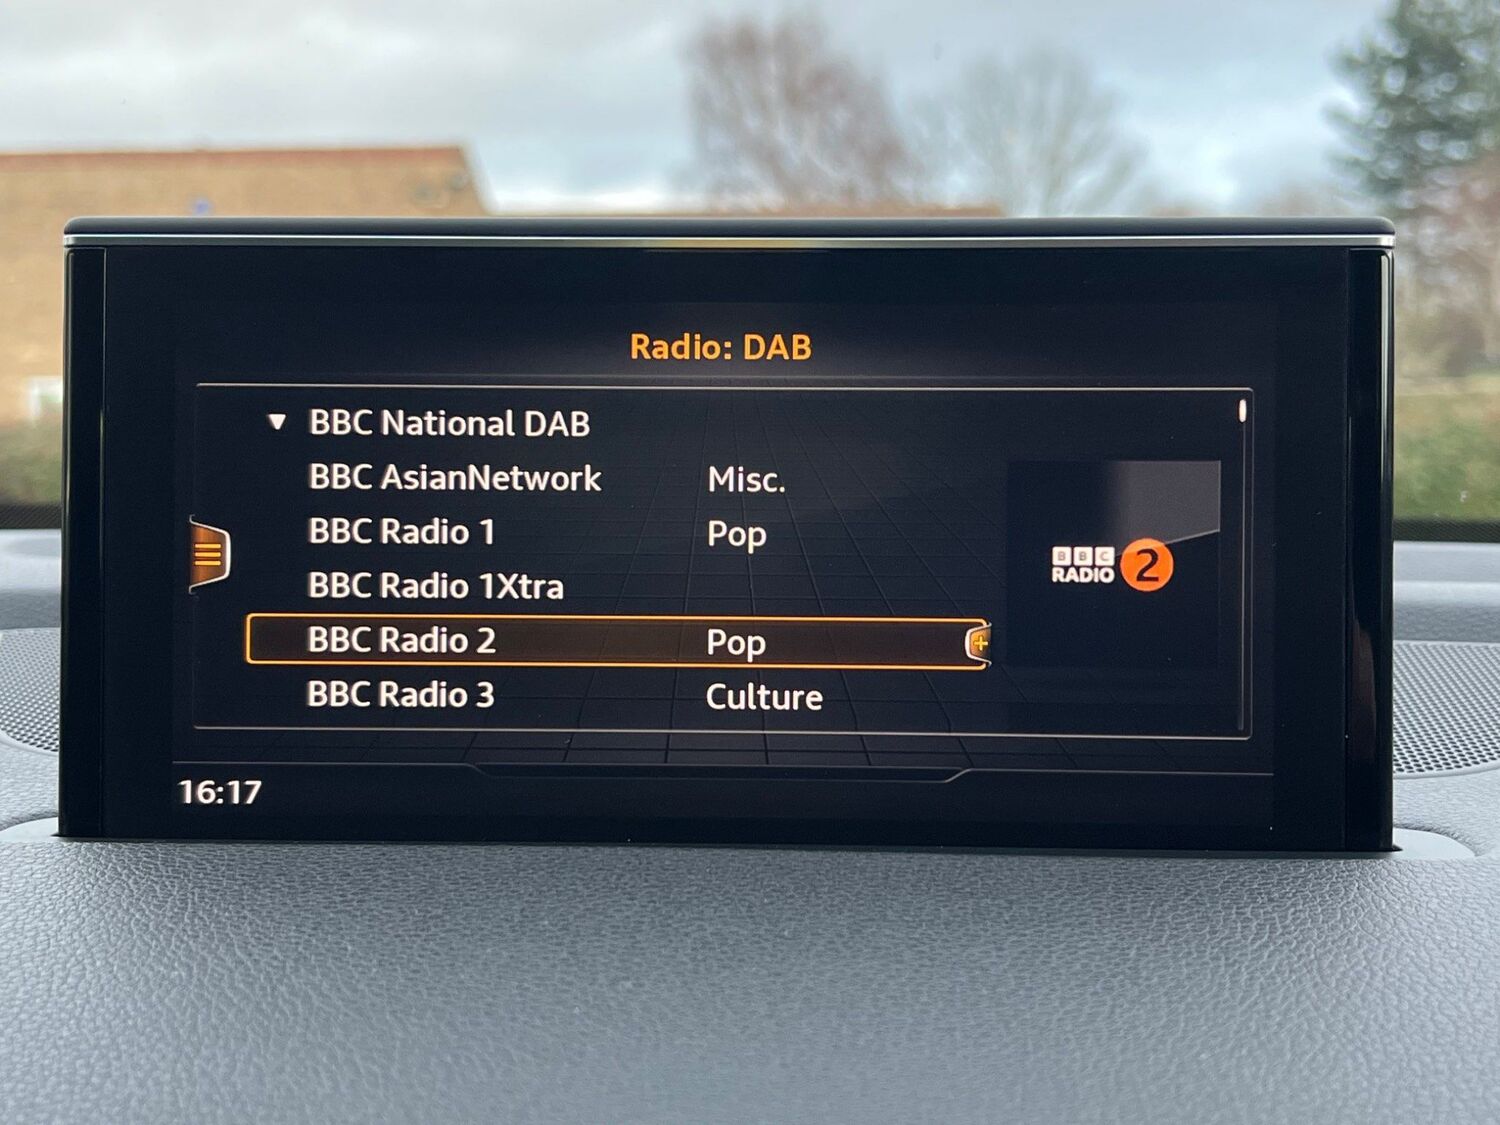 Radio: DAB
BBC National DAB
BBC AsianNetwork Misc.
BBC Radio 1 Pop
BBC Radio 1Xtra
BBC Radio 2 Pop
BBC Radio 3 Culture
BBC
RADIO 2
16:17